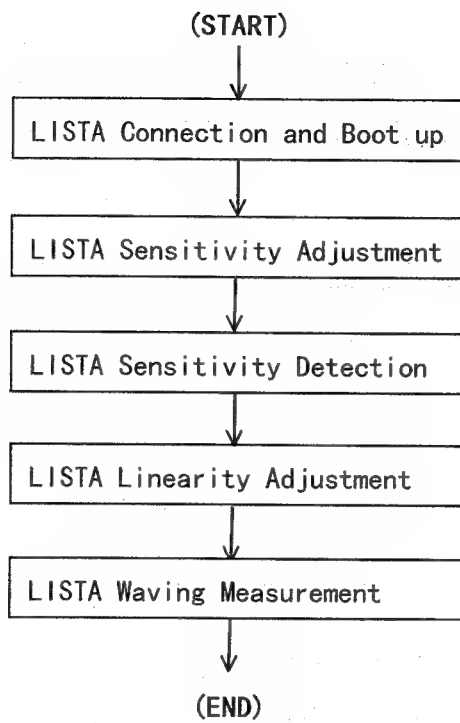 (START)
LISTA Connection and Boot up
LISTA Sensitivity Adjustment
LISTA Sensitivity Detection
LISTA Linearity Adjustment
LISTA Waving Measurement
(END)